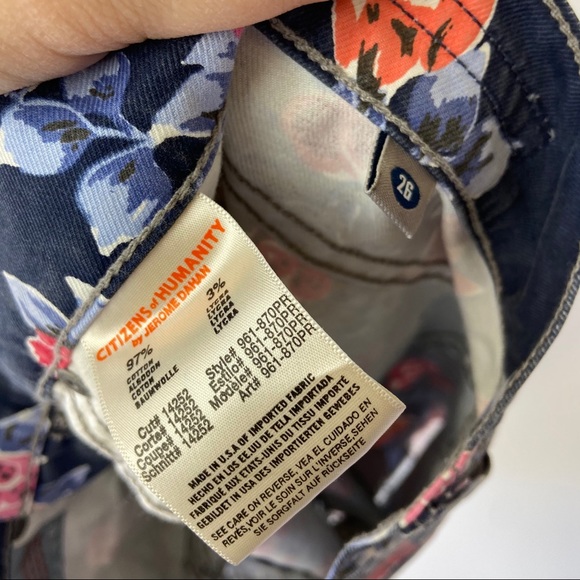 26
CITIZENS of HUMANITY
by JEROME DAHAN
97%
COTTON
ALGODON
COTON
BAUMWOLLE
3%
LYCRA
LYCRA
LYCRA
LYCRA
Cut# 14252
Corte# 14252
Coupe# 14252
Schnitt# 14252
Style# 961-870PR
Estilo# 961-870PR
Modele# 961-870PR
Art# 961-870PR
MADE IN U.S.A OF IMPORTED FABRIC
HECHO EN LOS EE.UU DE TELA IMPORTADA
FABRIQUE AUX ETATS-UNIS DU TISSU IMPORTE
GEBILDET IN USA DES IMPORTIERTEN GEWEBES
SEE CARE ON REVERSE, VEA EL
REVÉS, VOIR LE SOIN SUR L'INVERSE, SEHEN
SIE SORGFALT AUF RÜCKSEITE